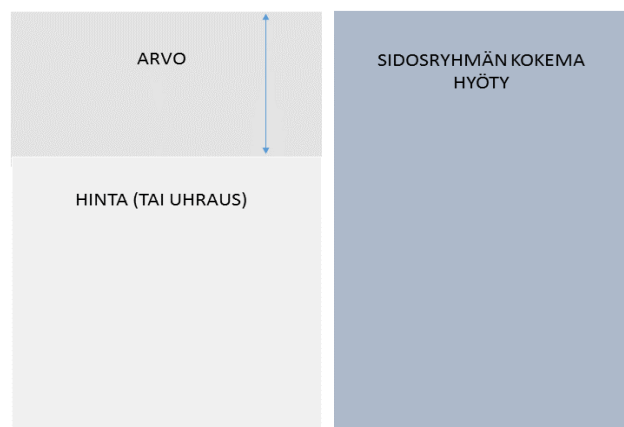 ARVO
SIDOSRYHMÄN KOKEMA
HYÖTY
HINTA (TAI UHRAUS)